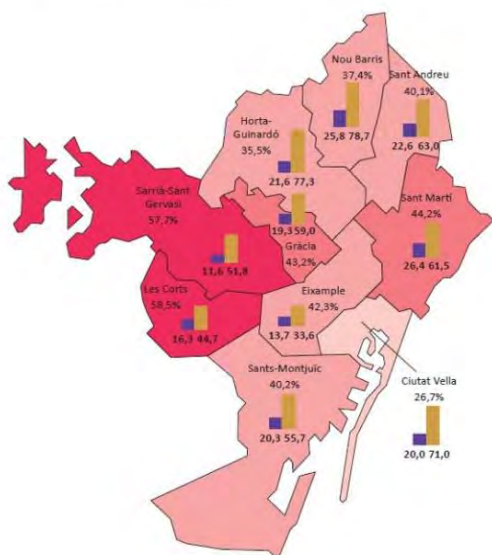 Nou Barris
37,4%
25,8 78,7
Sant Andreu
40,1%
22,6 63,0
Horta-
Guinardó
35,5%
21,6 77,3
Sarrià-Sant
Gervasi
57,7%
11,6 51,8
19,3 59,0
Gràcia
43,2%
Sant Martí
44,2%
26,4 61,5
Les Corts
58,5%
16,3 44,7
Eixample
42,3%
13,7 33,6
Sants-Montjuïc
40,2%
20,3 55,7
Ciutat Vella
26,7%
20,0 71,0